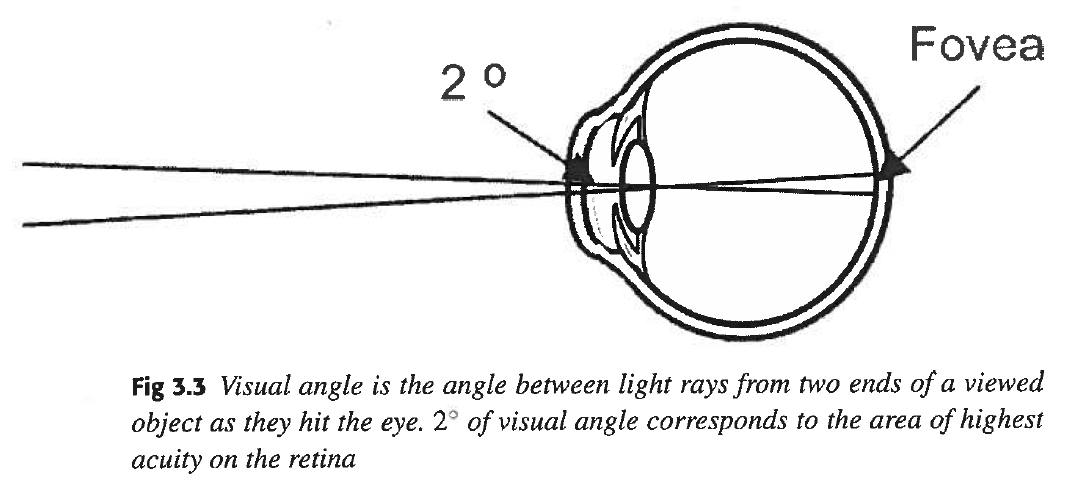 Fovea
2 °
Fig 3.3 Visual angle is the angle between light rays from two ends of a viewed
object as they hit the eye. 2° of visual angle corresponds to the area of highest
acuity on the retina